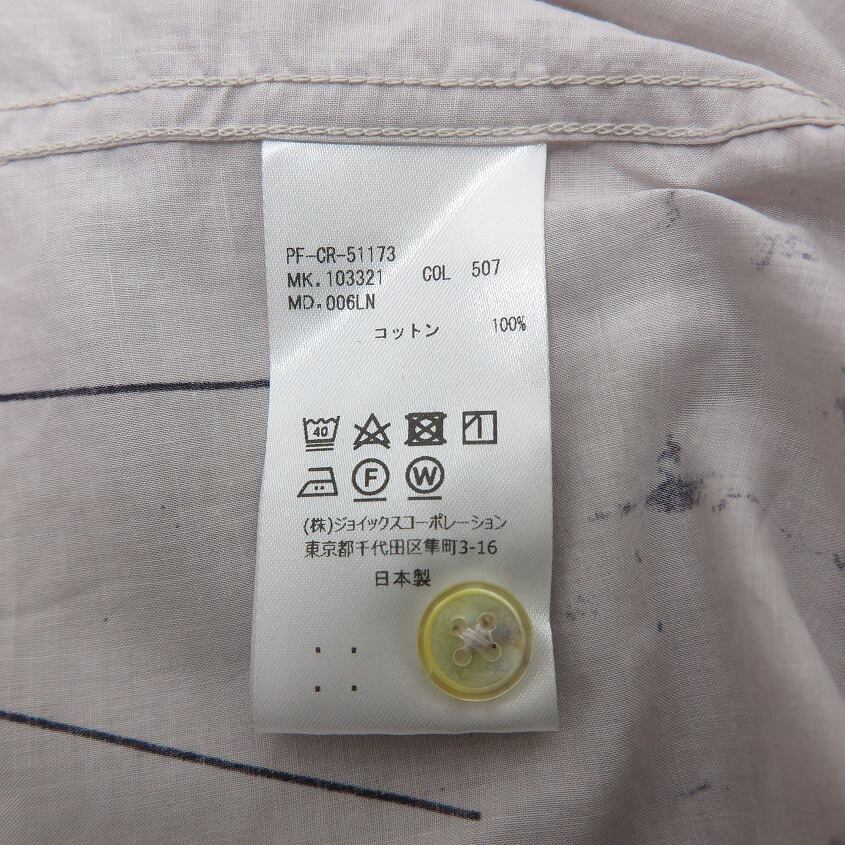 PF-CR-51173
MK.103321 COL 507
MD.006LN
コットン 100%
40
F W
(株)ジョイックスコーポレーション
東京都千代田区隼町3-16
日本製